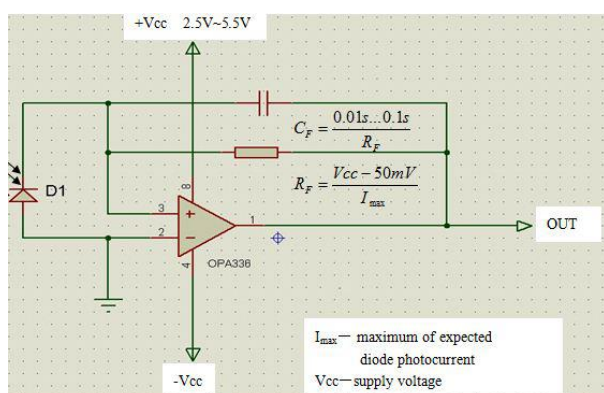 +Vcc 2.5V~5.5V
C_F = 0.01s...0.1s / R_F
R_F = Vcc − 50mV / I_max
D1
8
3
+
1
2
−
4
OPA336
OUT
-Vcc
I_max— maximum of expected
diode photocurrent
Vcc—supply voltage